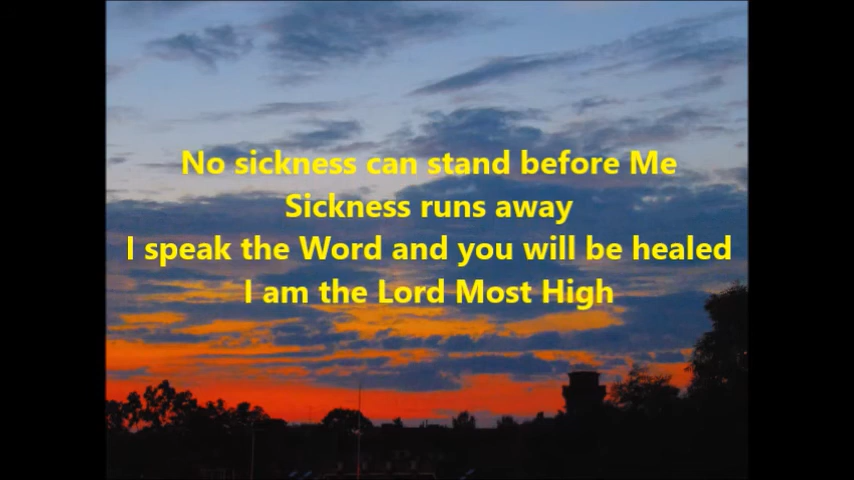 No sickness can stand before Me
Sickness runs away
I speak the Word and you will be healed
I am the Lord Most High